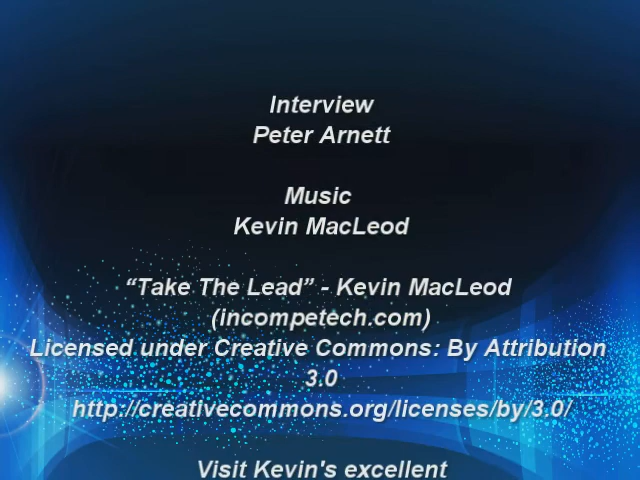 Interview
Peter Arnett
Music
Kevin MacLeod
“Take The Lead” - Kevin MacLeod
(incompetech.com)
Licensed under Creative Commons: By Attribution
3.0
http://creativecommons.org/licenses/by/3.0/
Visit Kevin's excellent